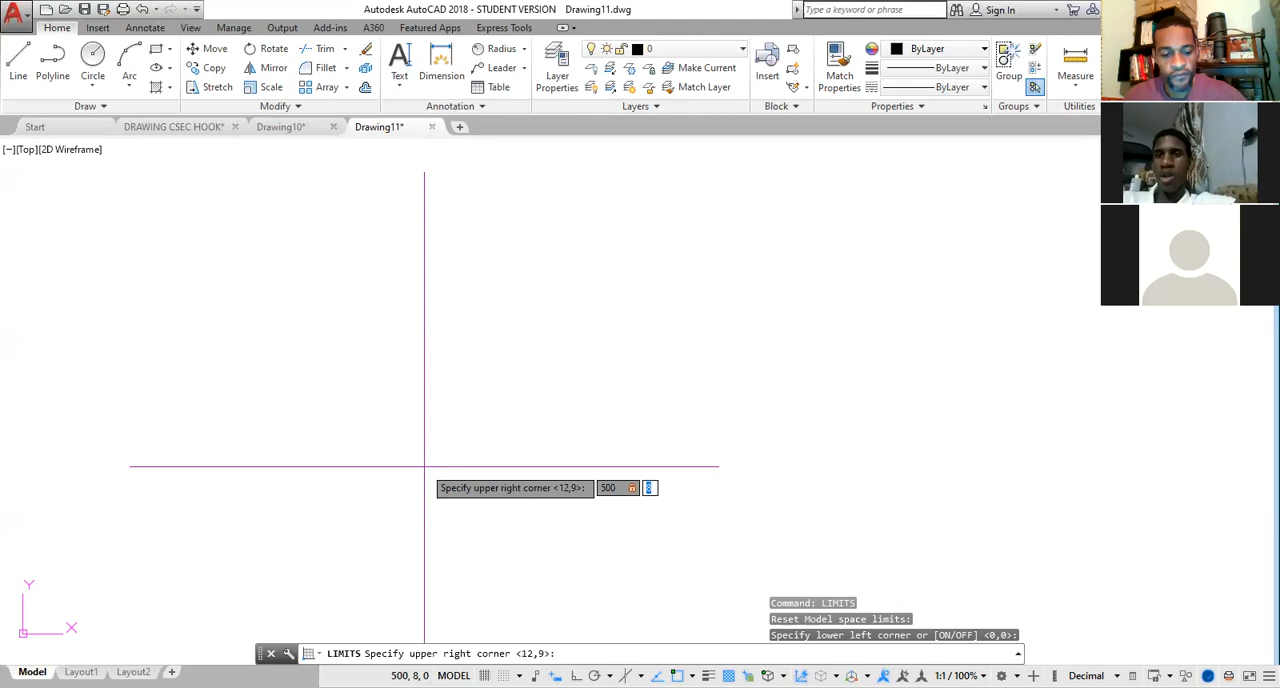 Autodesk AutoCAD 2018 - STUDENT VERSION Drawing11.dwg
Type a keyword or phrase
Sign In
Home Insert Annotate View Manage Output Add-ins A360 Featured Apps Express Tools
Line Polyline Circle Arc
Move Rotate Trim
Copy Mirror Fillet
Stretch Scale Array
Text Dimension
Radius
Leader
Table
Layer Properties
0
Make Current
Match Layer
Insert
Match Properties
ByLayer
ByLayer
ByLayer
Group
Measure
Draw Modify Annotation Layers Block Properties Groups Utilities
Start DRAWING CSEC HOOK* Drawing10* Drawing11*
[−][Top][2D Wireframe]
Specify upper right corner <12,9>: 500 8
Y
X
Command: LIMITS
Reset Model space limits:
Specify lower left corner or [ON/OFF] <0,0>:
LIMITS Specify upper right corner <12,9>:
Model Layout1 Layout2
500, 8, 0 MODEL
1:1 / 100%
Decimal